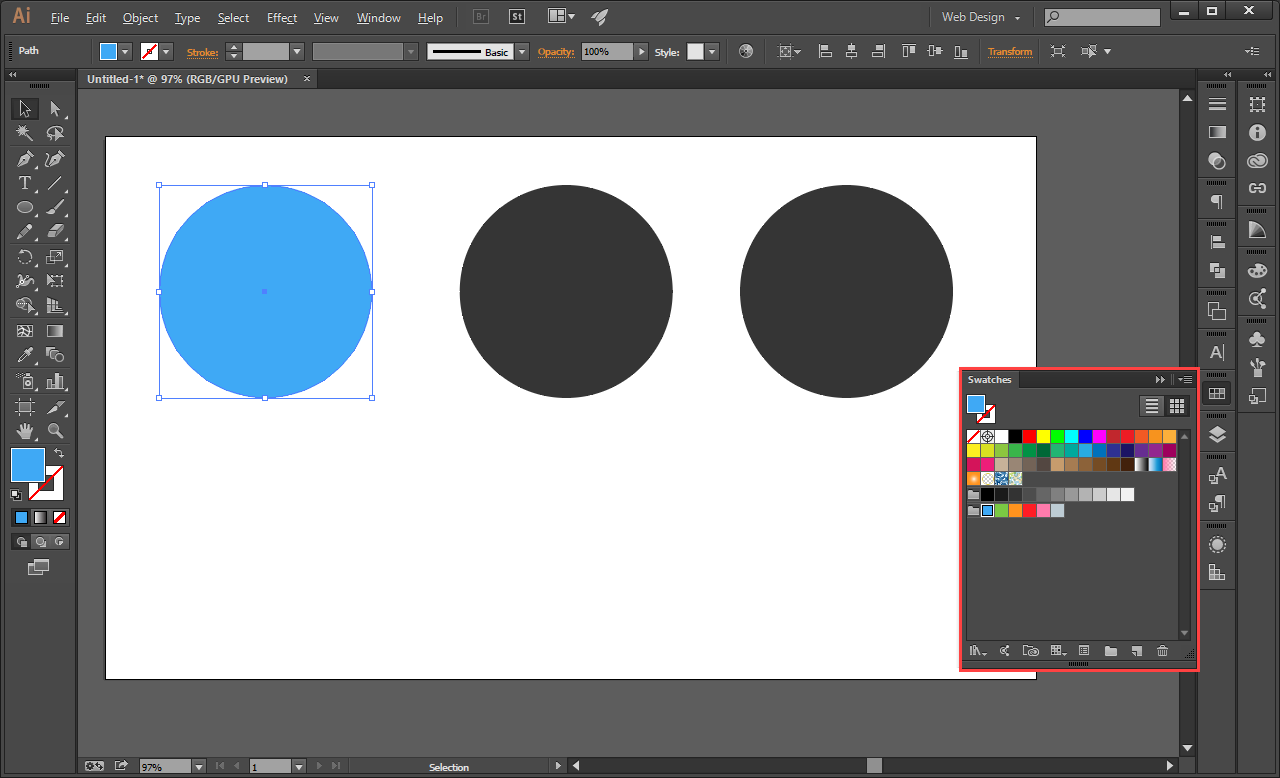 Ai File Edit Object Type Select Effect View Window Help Br St Web Design
Path Stroke: Basic Opacity: 100% Style: Transform
Untitled-1* @ 97% (RGB/GPU Preview) ×
Swatches
97% 1 Selection